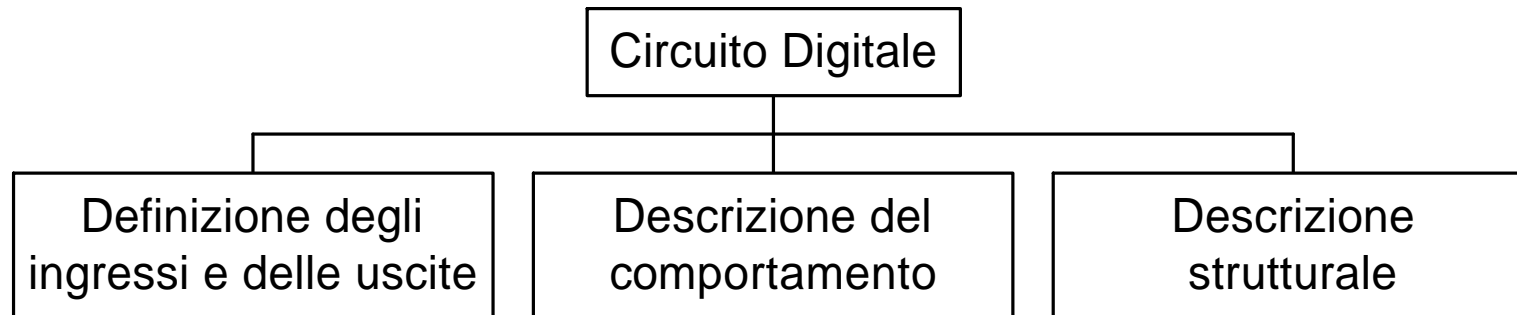 Circuito Digitale
Definizione degli
ingressi e delle uscite
Descrizione del
comportamento
Descrizione
strutturale